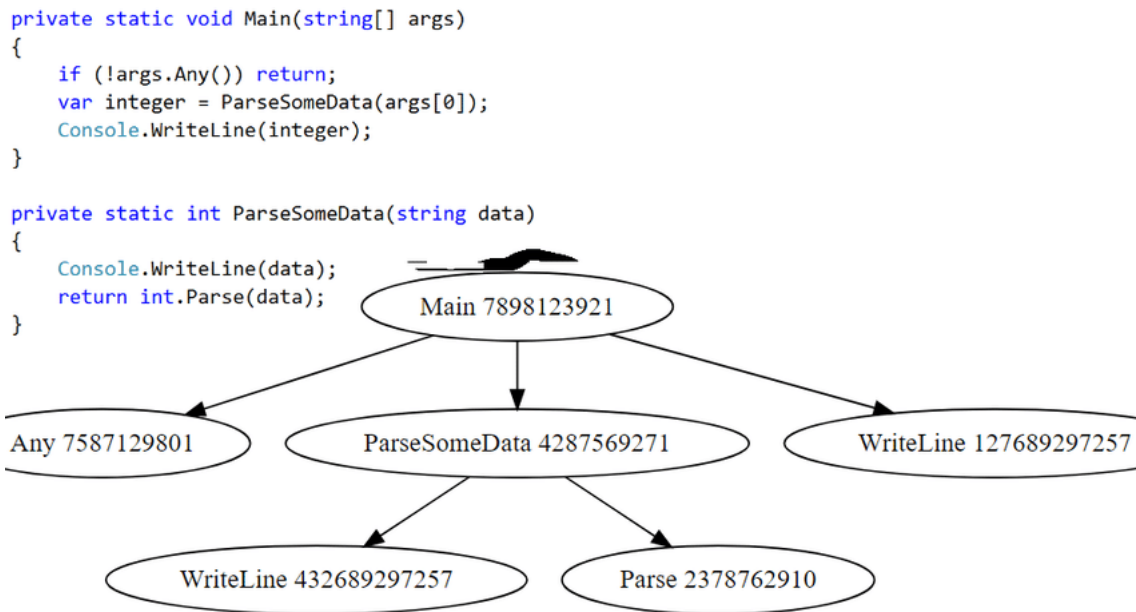 private static void Main(string[] args)
{
    if (!args.Any()) return;
    var integer = ParseSomeData(args[0]);
    Console.WriteLine(integer);
}
private static int ParseSomeData(string data)
{
    Console.WriteLine(data);
    return int.Parse(data);
}
Main 7898123921
Any 7587129801
ParseSomeData 4287569271
WriteLine 127689297257
WriteLine 432689297257
Parse 2378762910